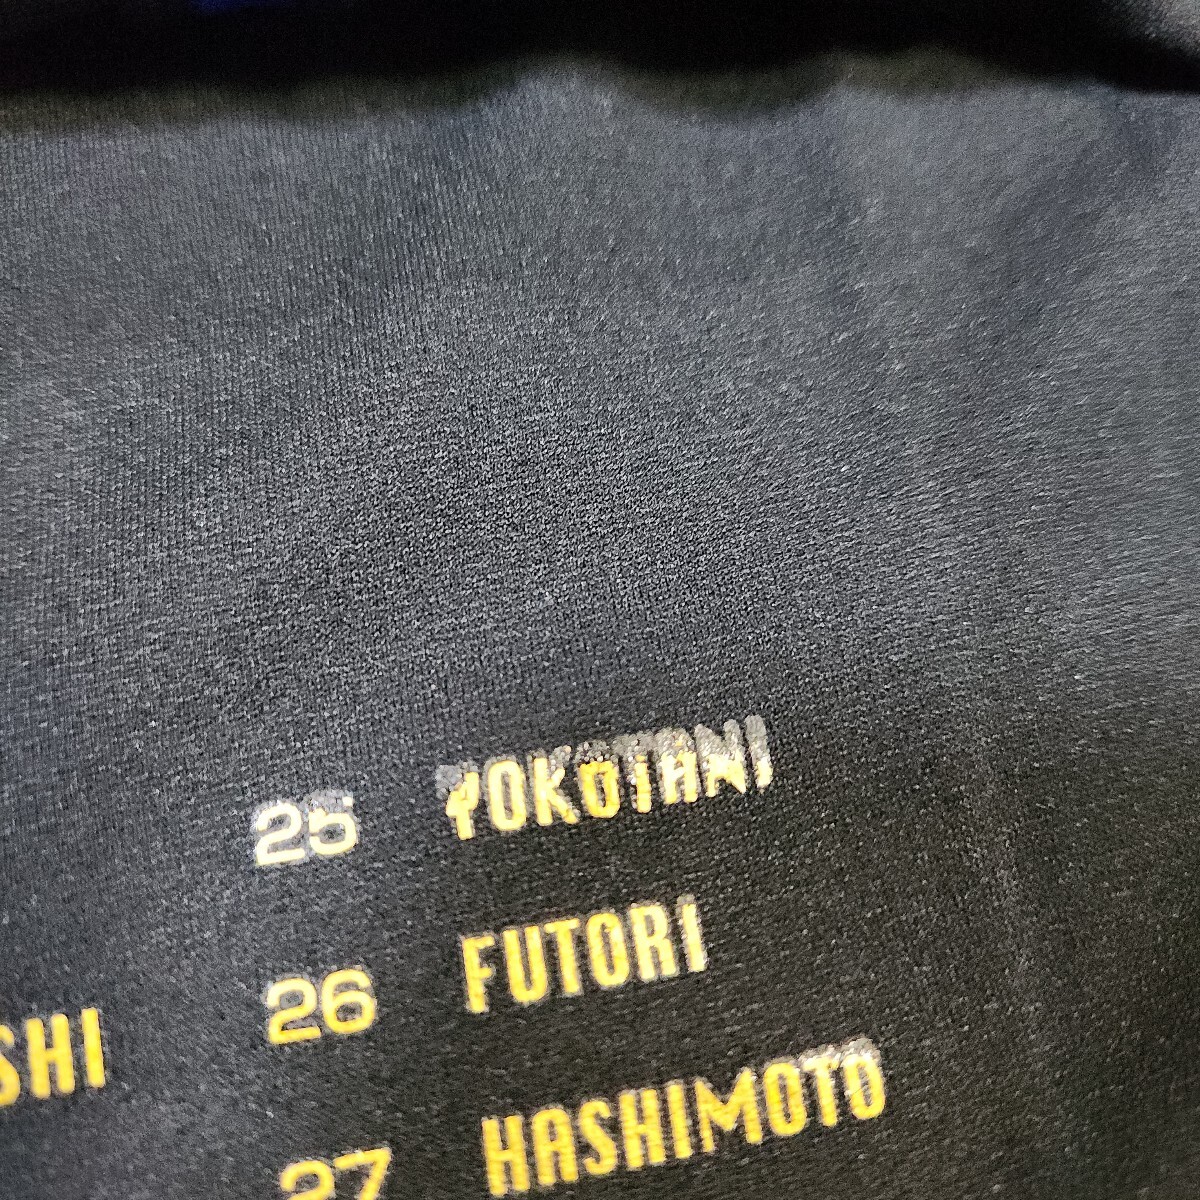 25 YOKOTANI
26 FUTORI
SHI
27 HASHIMOTO